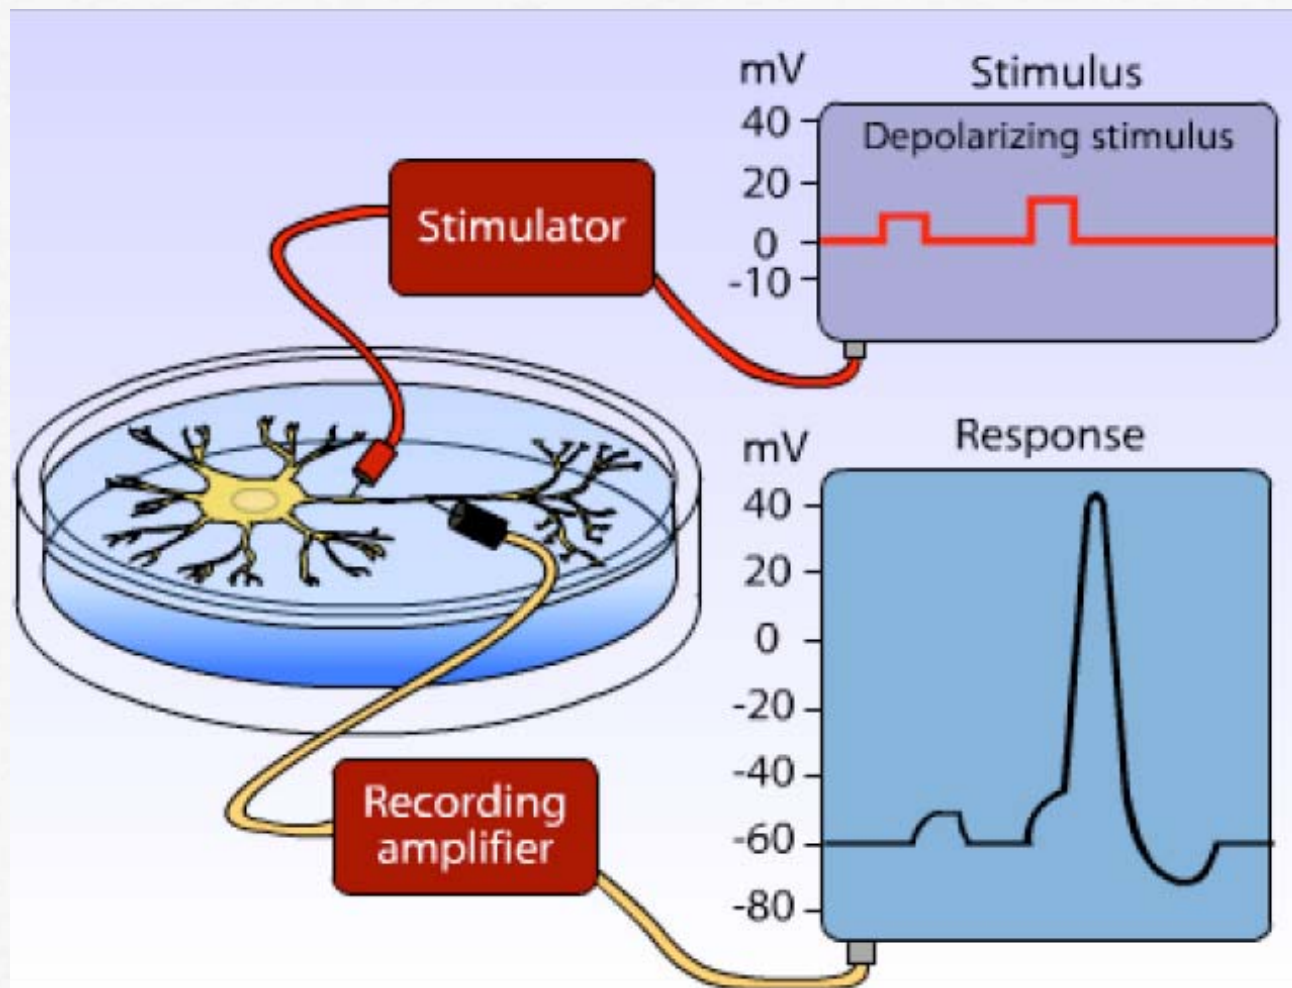 mV
Stimulus
40
Depolarizing stimulus
20
0
-10
Stimulator
mV
Response
40
20
0
-20
-40
-60
-80
Recording
amplifier